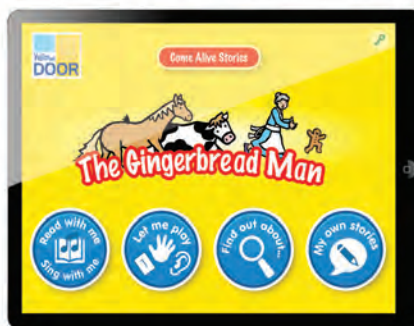 Yellow
DOOR
Come Alive Stories
The Gingerbread Man
Read with me
Sing with me
Let me play
Find out about...
My own stories